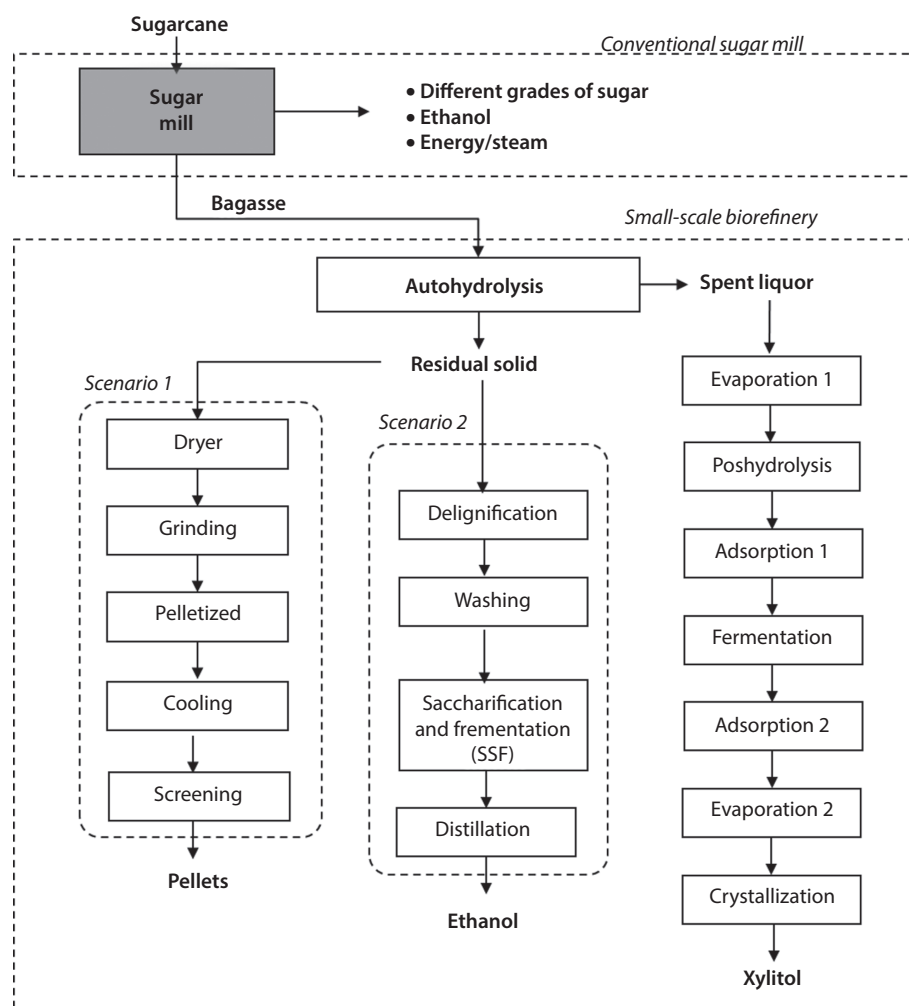 Sugarcane
Conventional sugar mill
Sugar
mill
• Different grades of sugar
• Ethanol
• Energy/steam
Bagasse
Small-scale biorefinery
Autohydrolysis
Spent liquor
Residual solid
Scenario 1
Dryer
Grinding
Pelletized
Cooling
Screening
Pellets
Scenario 2
Delignification
Washing
Saccharification
and frementation
(SSF)
Distillation
Ethanol
Evaporation 1
Poshydrolysis
Adsorption 1
Fermentation
Adsorption 2
Evaporation 2
Crystallization
Xylitol